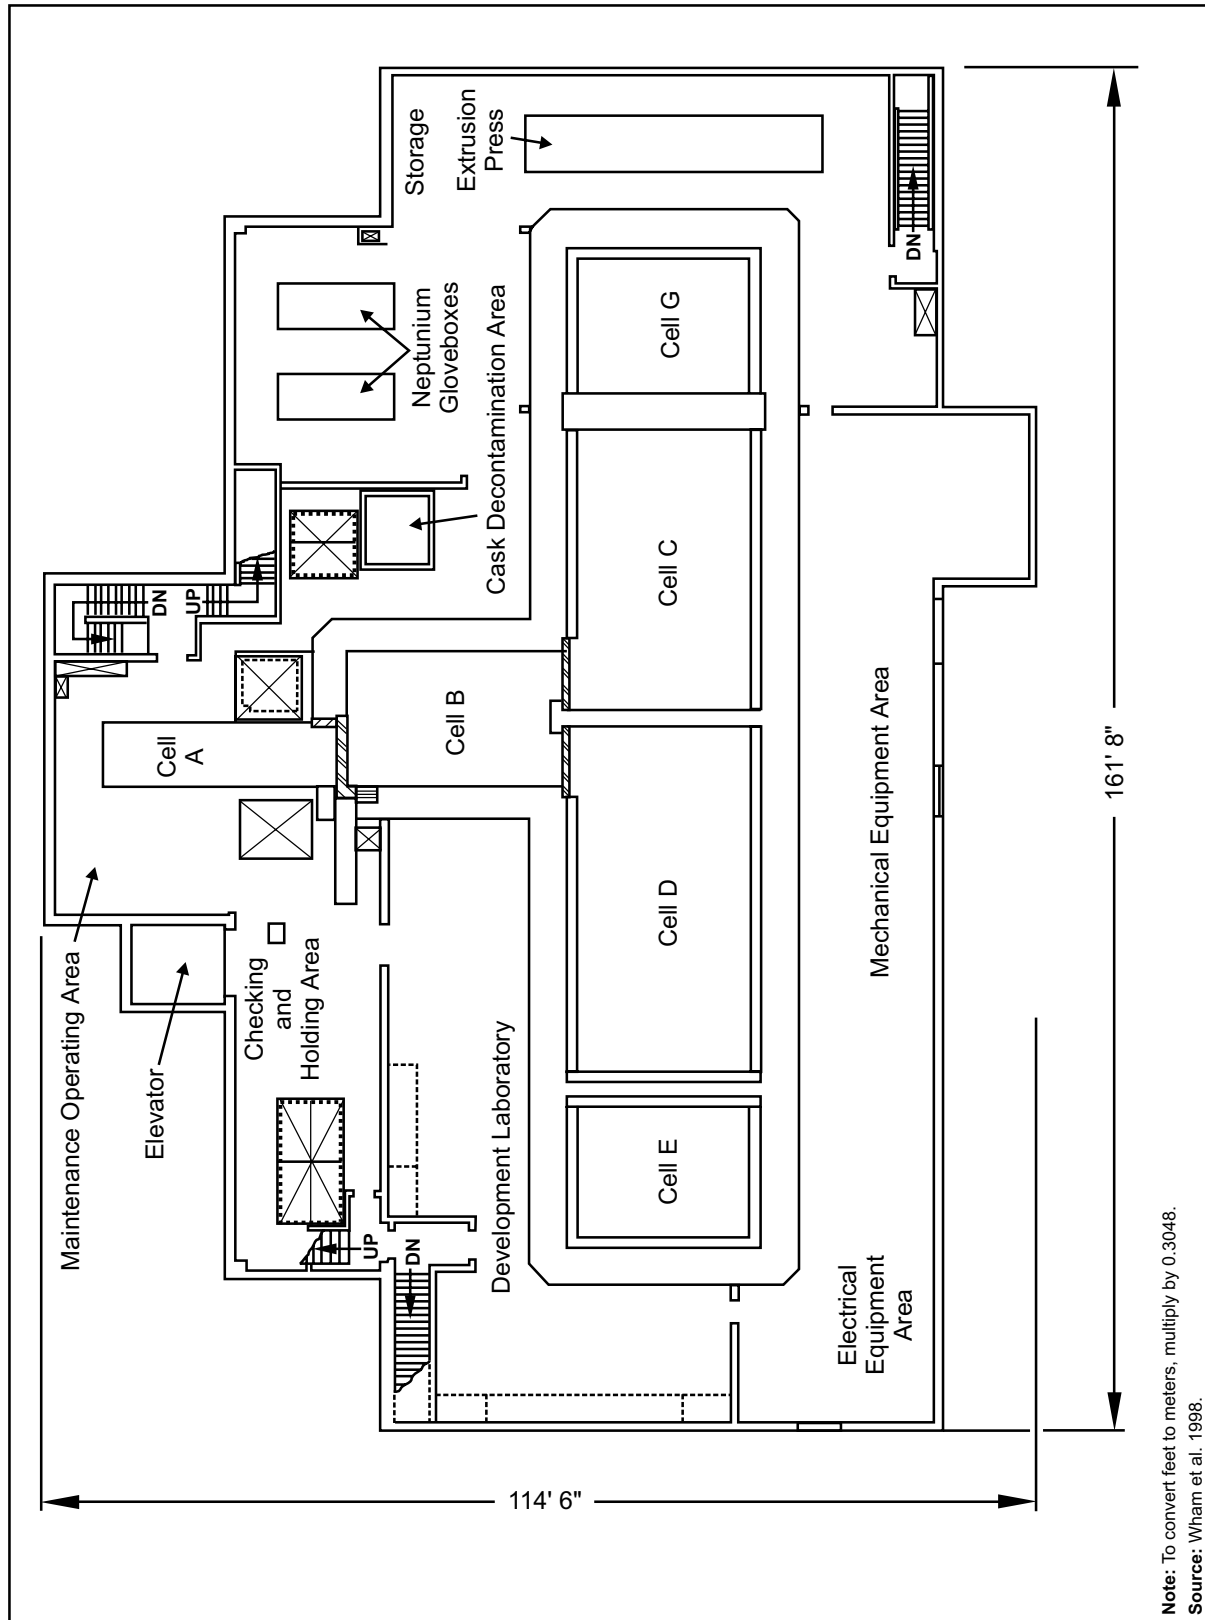 Maintenance Operating Area
Elevator
Checking
and
Holding Area
UP
DN
Cell
A
DN
UP
Cell B
Neptunium
Gloveboxes
Cask Decontamination Area
Storage
Extrusion
Press
Development Laboratory
Cell E
Cell D
Cell C
Cell G
DN
Electrical
Equipment
Area
Mechanical Equipment Area
114' 6"
161' 8"
Note: To convert feet to meters, multiply by 0.3048.
Source: Wham et al. 1998.